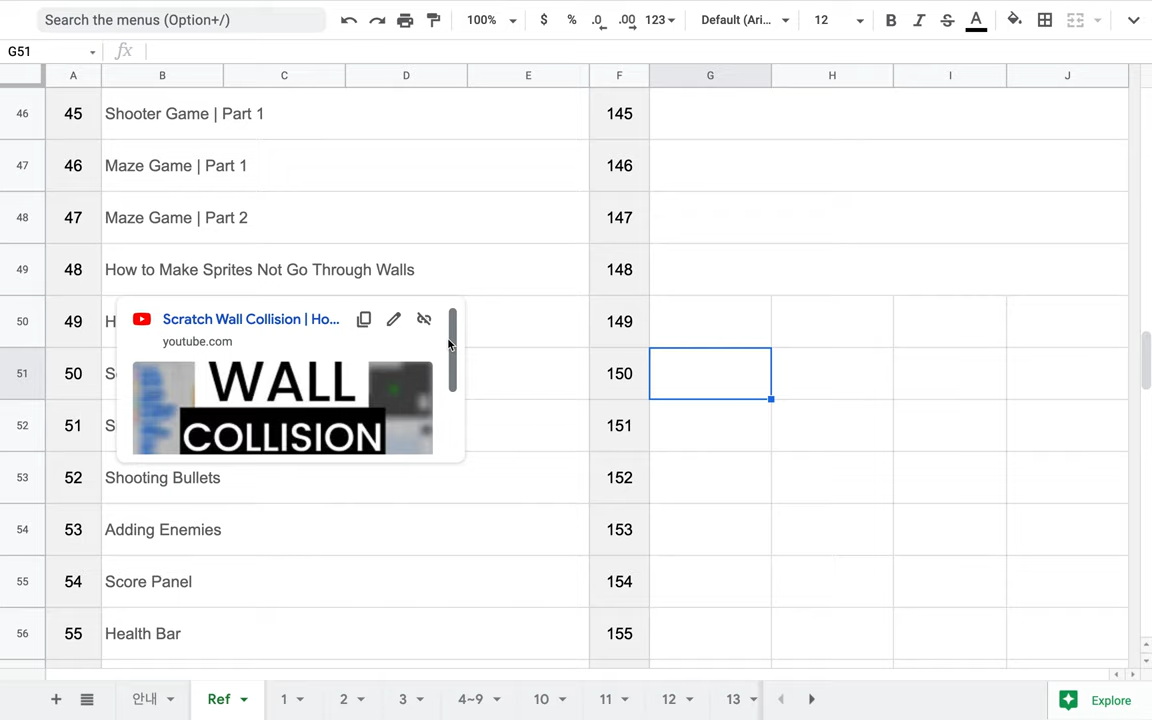 Search the menus (Option+/)
100%
$
%
.0
.00
123
Default (Ari...
12
B
I
S
A
G51
fx
A B C D E F G H I J
46 45 Shooter Game | Part 1 145
47 46 Maze Game | Part 1 146
48 47 Maze Game | Part 2 147
49 48 How to Make Sprites Not Go Through Walls 148
50 49 H 149
Scratch Wall Collision | Ho...
youtube.com
WALL
COLLISION
51 50 S 150
52 51 S 151
53 52 Shooting Bullets 152
54 53 Adding Enemies 153
55 54 Score Panel 154
56 55 Health Bar 155
+ 안내 Ref 1 2 3 4~9 10 11 12 13 Explore